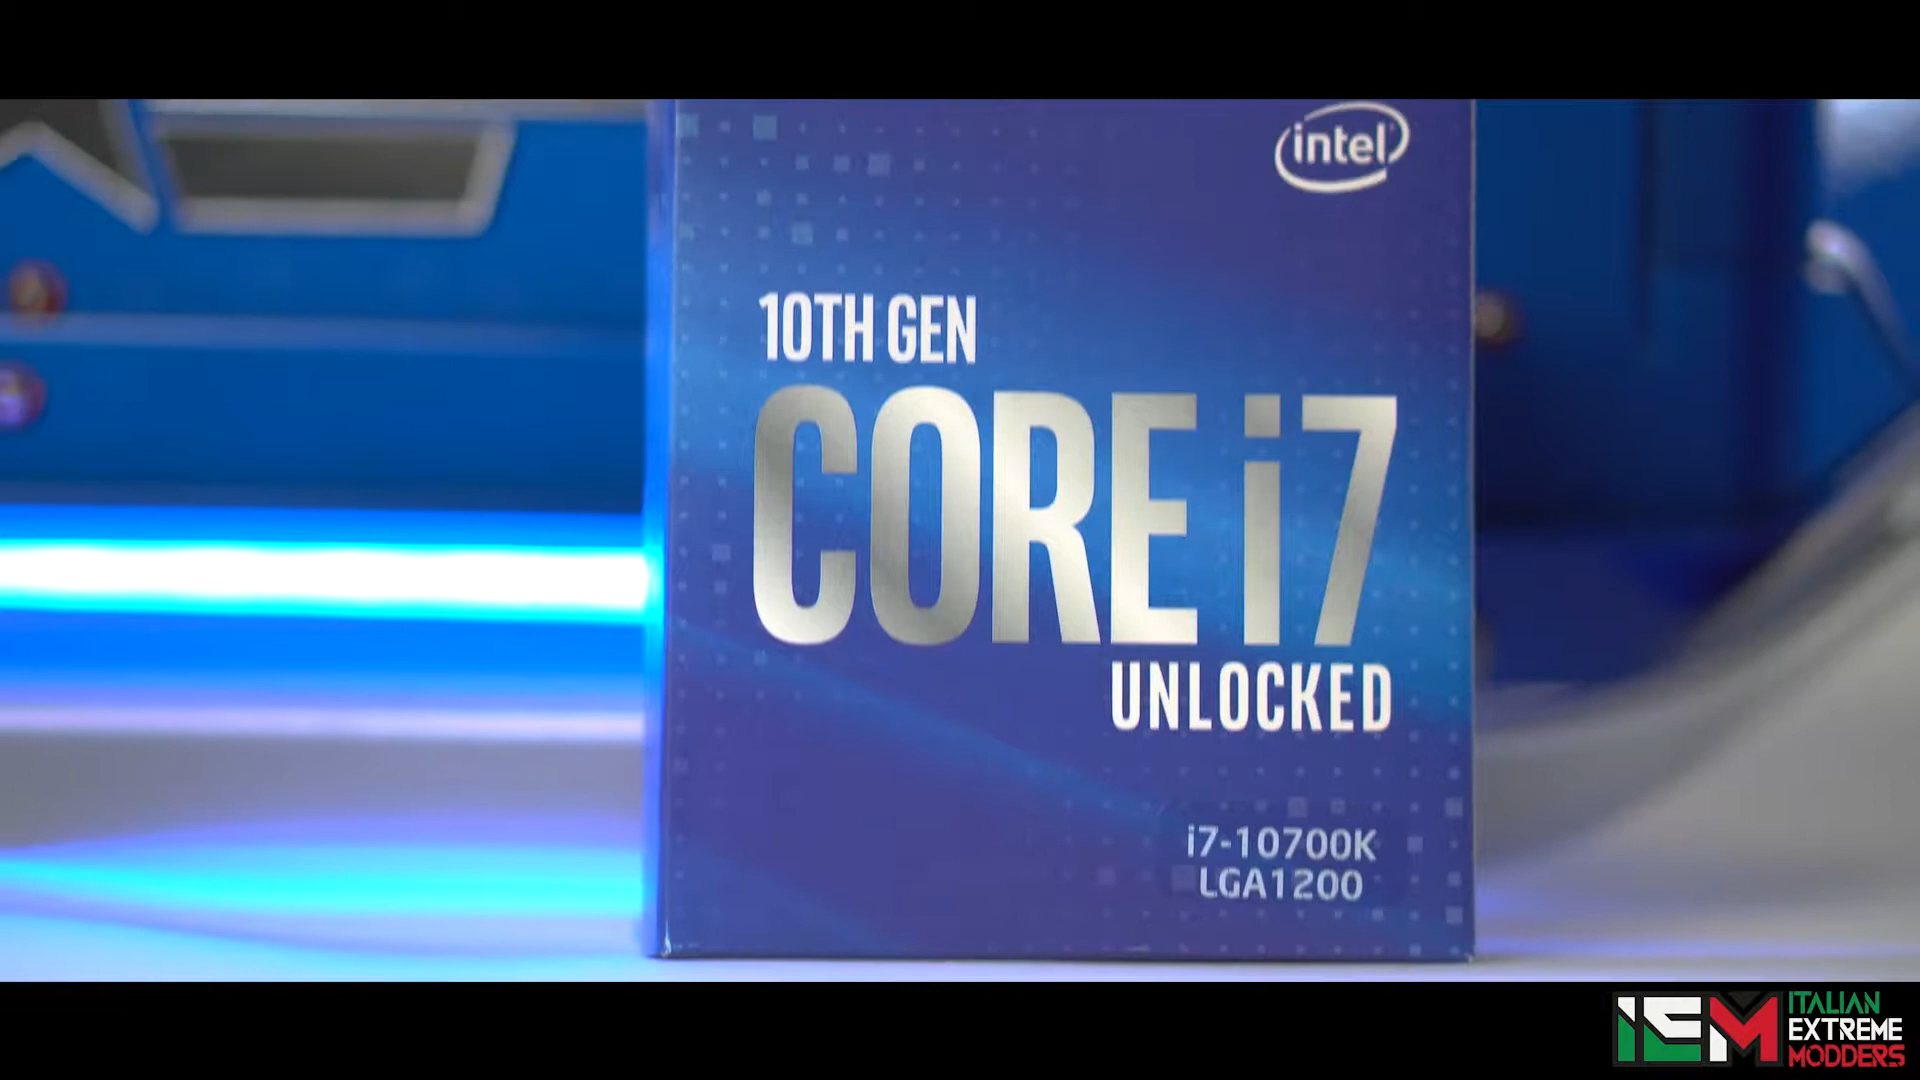 intel
10TH GEN
CORE i7
UNLOCKED
i7-10700K
LGA1200
IEM
ITALIAN
EXTREME
MODDERS